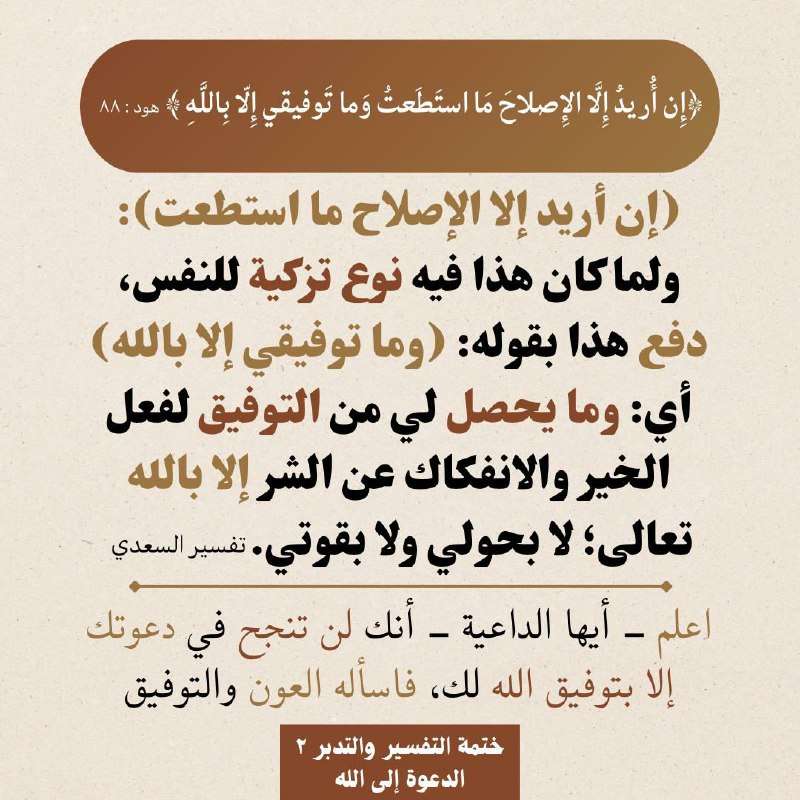 ﴿إِن أُريدُ إِلَّا الإِصلاحَ مَا استَطَعتُ وَما تَوفيقي إِلّا بِاللَّهِ﴾ هود: ٨٨
(إن أريد إلا الإصلاح ما استطعت):
ولما كان هذا فيه نوع تزكية للنفس،
دفع هذا بقوله: (وما توفيقي إلا بالله)
أي: وما يحصل لي من التوفيق لفعل
الخير والانفكاك عن الشر إلا بالله
تعالى؛ لا بحولي ولا بقوتي. تفسير السعدي
اعلم – أيها الداعية – أنك لن تنجح في دعوتك
إلا بتوفيق الله لك، فاسأله العون والتوفيق
ختمة التفسير والتدبر ٢
الدعوة إلى الله